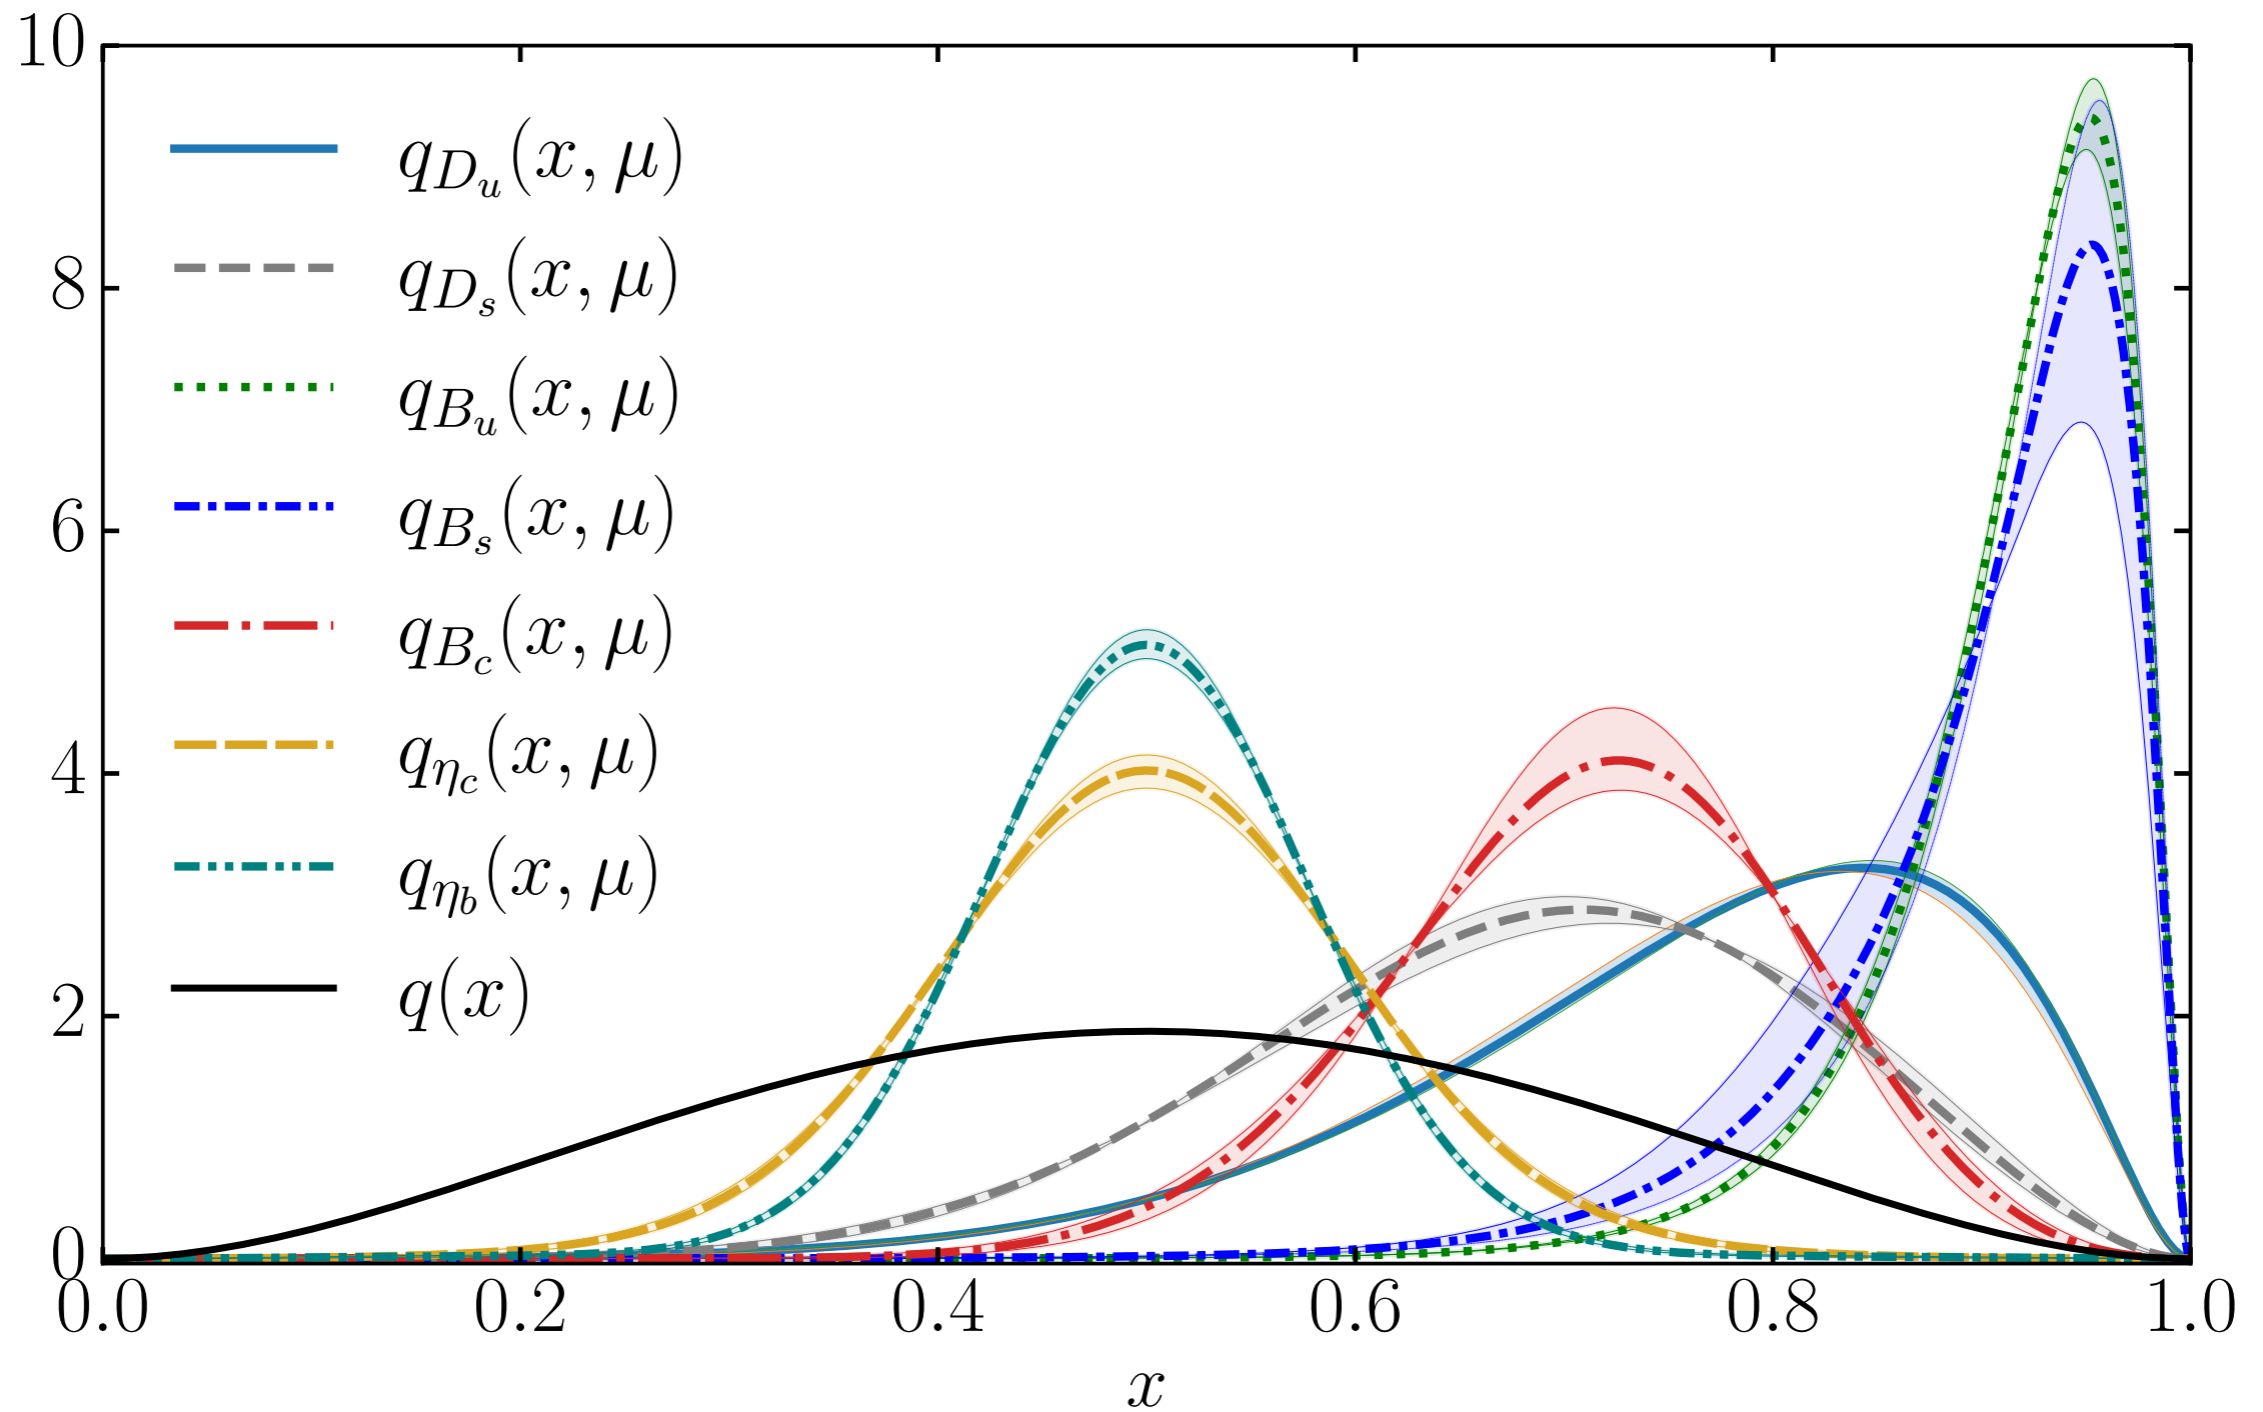 10
8
6
4
2
0
q_{D_u}(x, μ)
q_{D_s}(x, μ)
q_{B_u}(x, μ)
q_{B_s}(x, μ)
q_{B_c}(x, μ)
q_{η_c}(x, μ)
q_{η_b}(x, μ)
q(x)
0.0 0.2 0.4 0.6 0.8 1.0
x